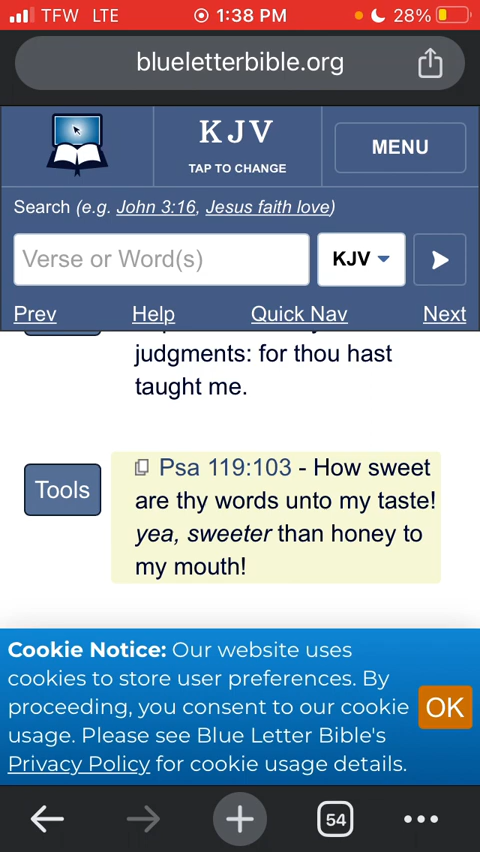 TFW LTE 1:38 PM 28%
blueletterbible.org
KJV
TAP TO CHANGE
MENU
Search (e.g. John 3:16, Jesus faith love)
Verse or Word(s) KJV
Prev Help Quick Nav Next
judgments: for thou hast
taught me.
Tools
Psa 119:103 - How sweet
are thy words unto my taste!
yea, sweeter than honey to
my mouth!
Cookie Notice: Our website uses
cookies to store user preferences. By
proceeding, you consent to our cookie
usage. Please see Blue Letter Bible's
Privacy Policy for cookie usage details.
OK
54